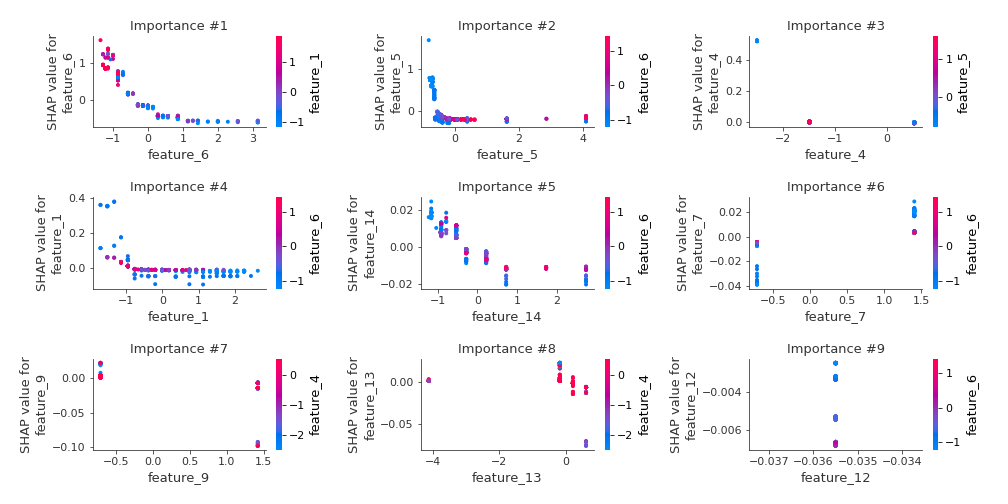 Importance #1
SHAP value for
feature_6
1
0
−1
0
1
2
3
feature_6
1
0
−1
feature_1
Importance #2
SHAP value for
feature_5
1
0
0
2
4
feature_5
1
0
−1
feature_6
Importance #3
SHAP value for
feature_4
0.4
0.2
0.0
−2
−1
0
feature_4
1
0
feature_5
Importance #4
SHAP value for
feature_1
0.4
0.2
0.0
−1
0
1
2
feature_1
1
0
−1
feature_6
Importance #5
SHAP value for
feature_14
0.02
0.00
−0.02
−1
0
1
2
feature_14
1
0
−1
feature_6
Importance #6
SHAP value for
feature_7
0.02
0.00
−0.02
−0.04
−0.5
0.0
0.5
1.0
1.5
feature_7
1
0
−1
feature_6
Importance #7
SHAP value for
feature_9
0.00
−0.05
−0.10
−0.5
0.0
0.5
1.0
1.5
feature_9
0
−1
−2
feature_4
Importance #8
SHAP value for
feature_13
0.00
−0.05
−4
−2
0
feature_13
0
−1
−2
feature_4
Importance #9
SHAP value for
feature_12
−0.004
−0.006
−0.037
−0.036
−0.035
−0.034
feature_12
1
0
−1
feature_6